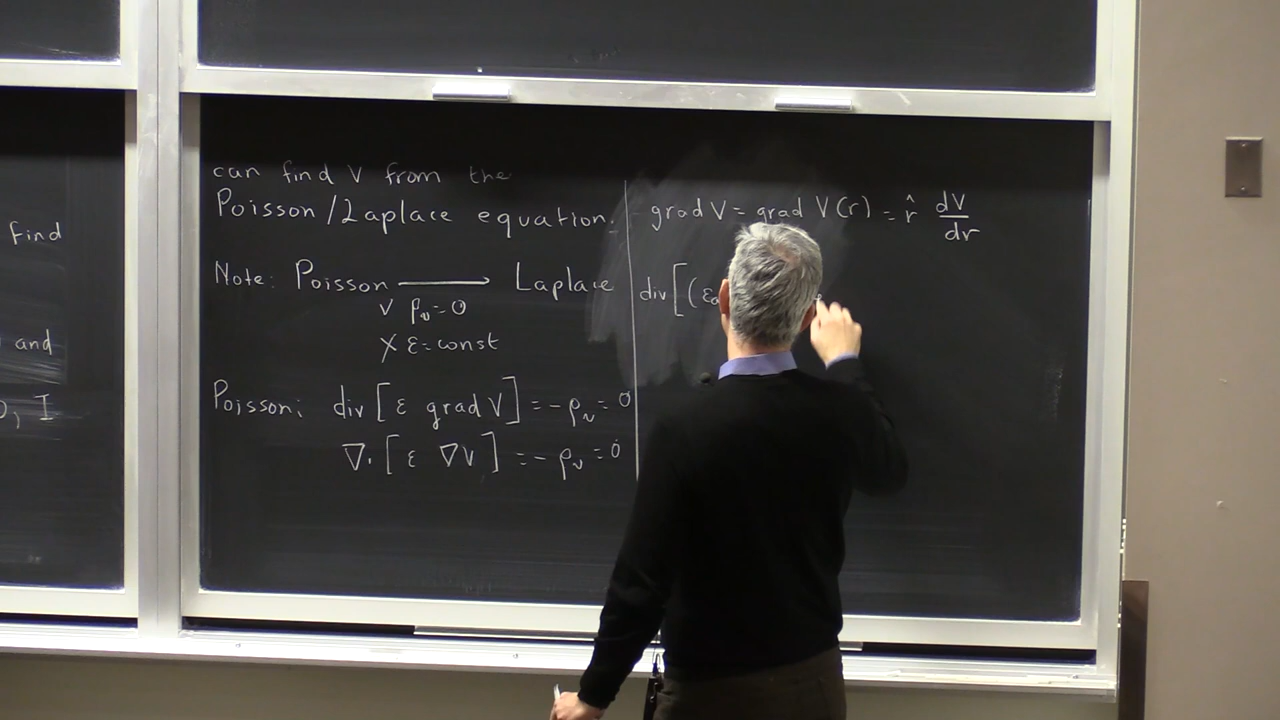 Find
and
D, I
can find V from the
Poisson/Laplace equation.
Note: Poisson ⟶ Laplace
√ ρᵥ=0
X ε=const
Poisson: div[ε grad V] = -ρᵥ = 0
∇·[ε ∇V] = -ρᵥ = 0
grad V = grad V(r) = r̂ dV/dr
div[(ε₀